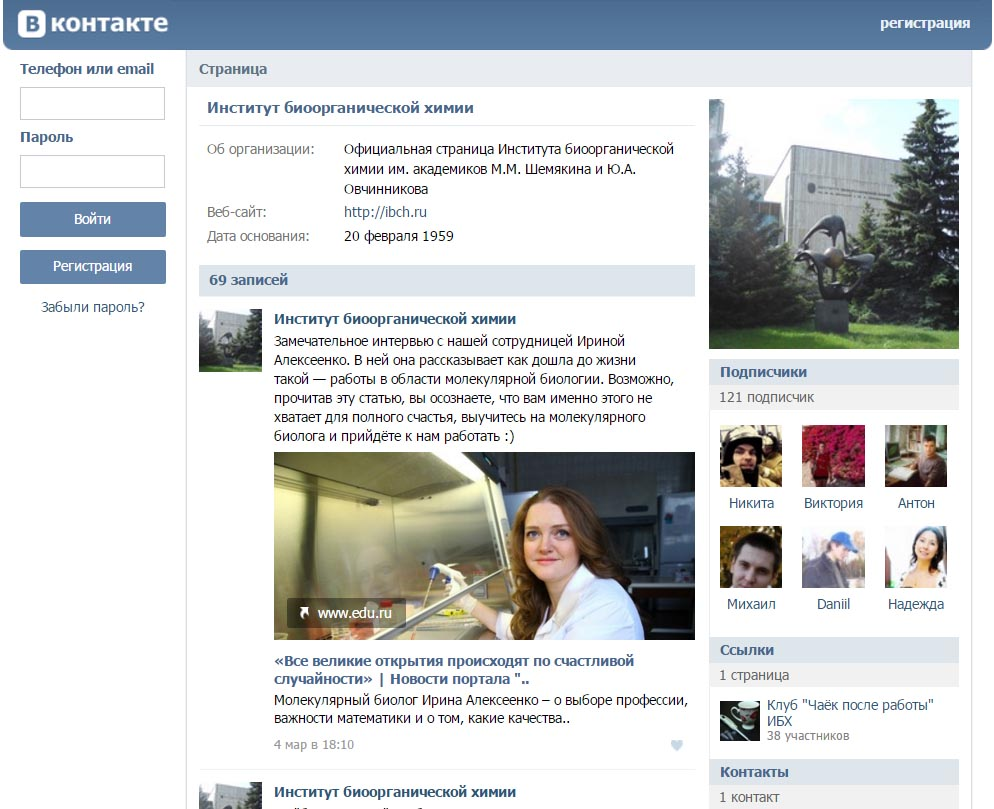 В контакте
регистрация
Телефон или email
Пароль
Войти
Регистрация
Забыли пароль?
Страница
Институт биоорганической химии
Об организации:
Официальная страница Института биоорганической
химии им. академиков М.М. Шемякина и Ю.А.
Овчинникова
Веб-сайт:
http://ibch.ru
Дата основания:
20 февраля 1959
69 записей
Институт биоорганической химии
Замечательное интервью с нашей сотрудницей Ириной
Алексеенко. В ней она рассказывает как дошла до жизни
такой — работы в области молекулярной биологии. Возможно,
прочитав эту статью, вы осознаете, что вам именно этого не
хватает для полного счастья, выучитесь на молекулярного
биолога и прийдёте к нам работать :)
www.edu.ru
«Все великие открытия происходят по счастливой
случайности» | Новости портала "..
Молекулярный биолог Ирина Алексеенко – о выборе профессии,
важности математики и о том, какие качества..
4 мар в 18:10
Институт биоорганической химии
Подписчики
121 подписчик
Никита
Виктория
Антон
Михаил
Daniil
Надежда
Ссылки
1 страница
Клуб "Чаёк после работы"
ИБХ
38 участников
Контакты
1 контакт